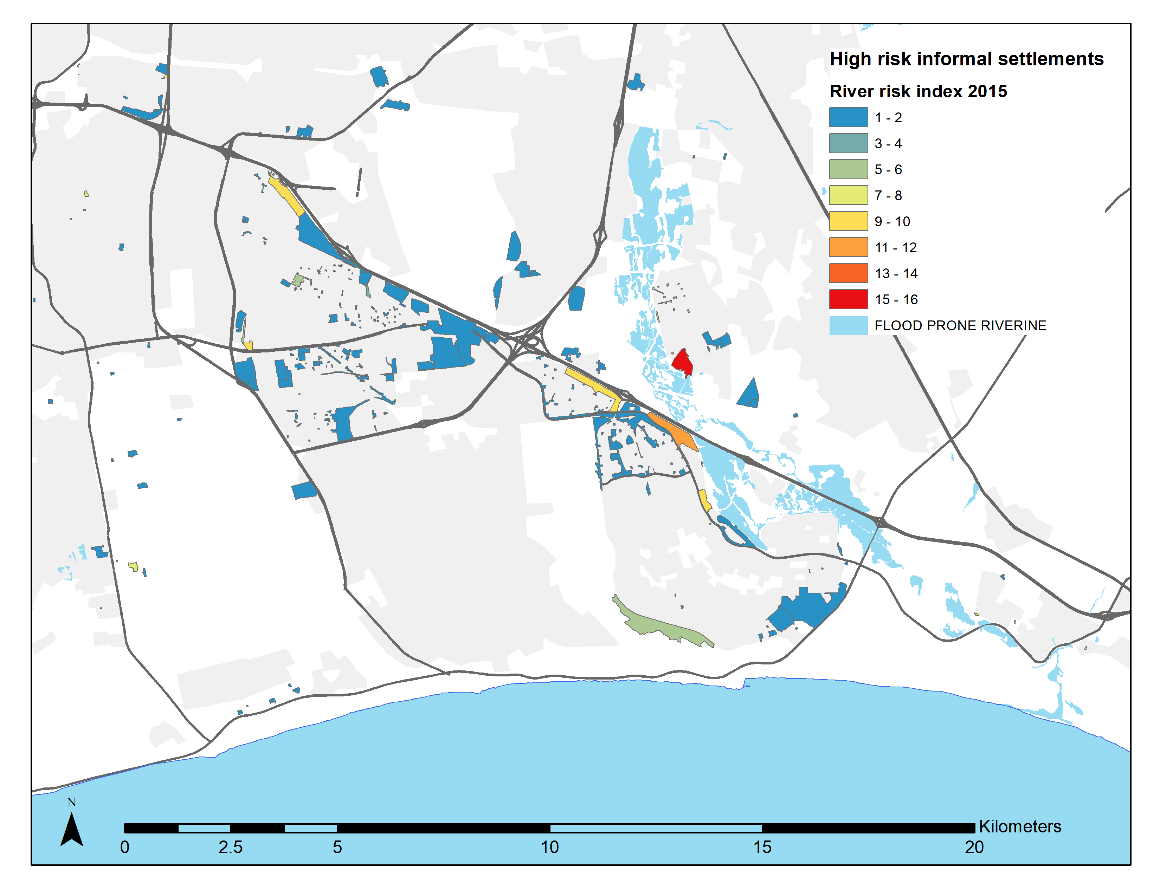 High risk informal settlements
River risk index 2015
1 - 2
3 - 4
5 - 6
7 - 8
9 - 10
11 - 12
13 - 14
15 - 16
FLOOD PRONE RIVERINE
N
Kilometers
0 2.5 5 10 15 20